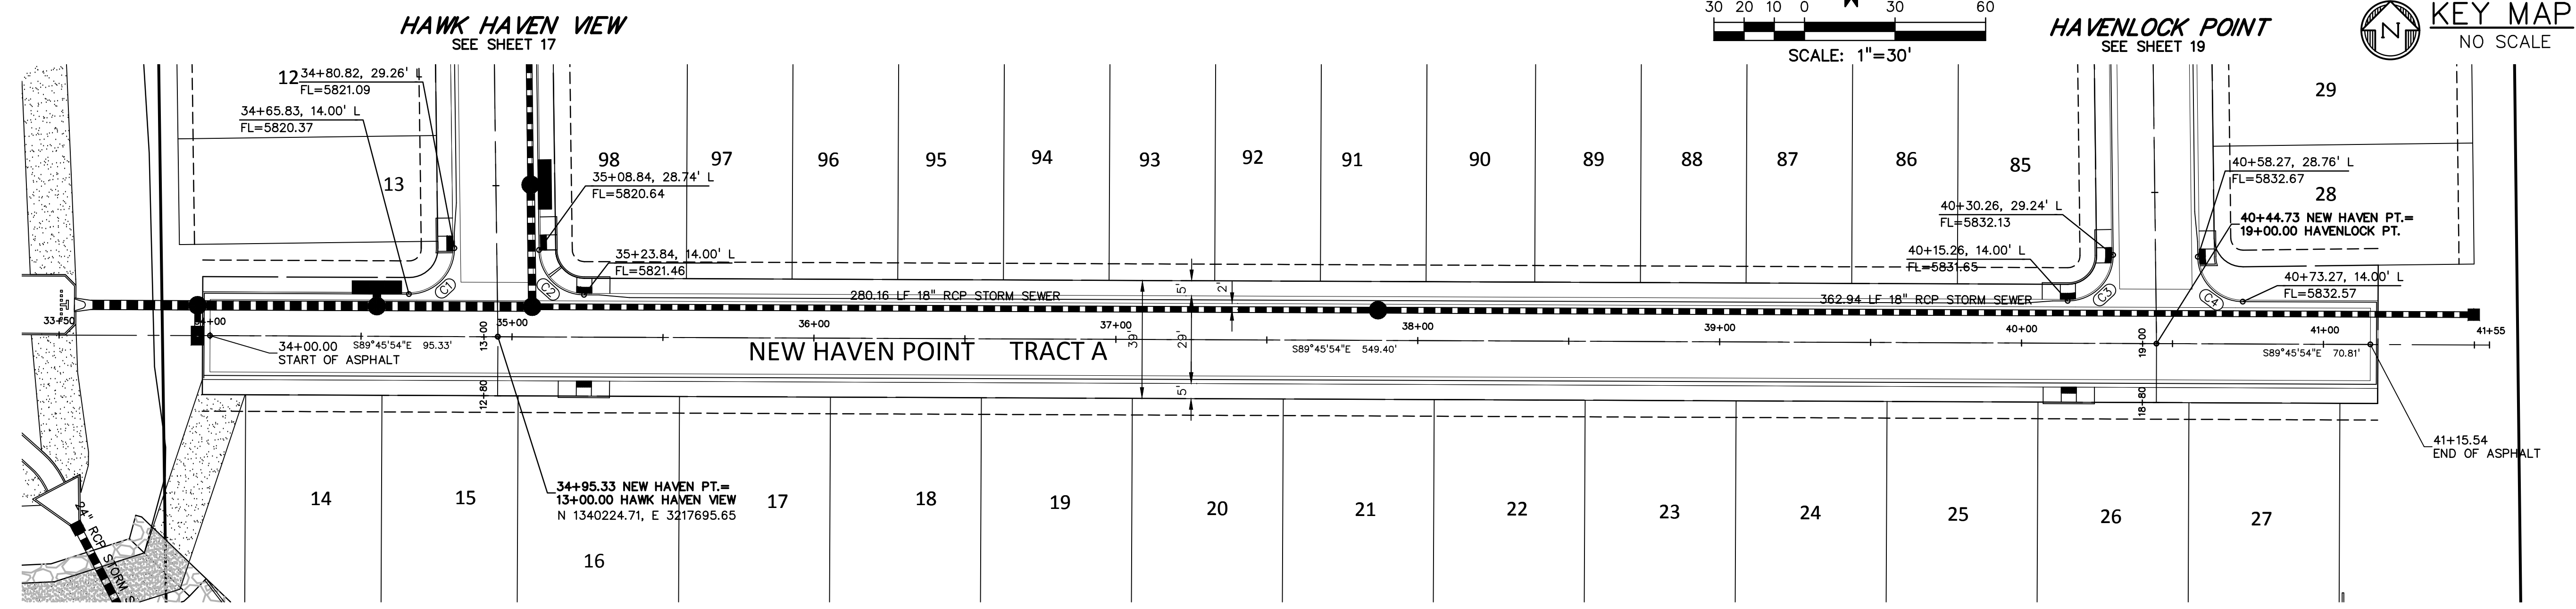 HAWK HAVEN VIEW
SEE SHEET 17
30 20 10 0 30 60
SCALE: 1"=30'
HAVENLOCK POINT
SEE SHEET 19
N
KEY MAP
NO SCALE
12
34+80.82, 29.26' L
FL=5821.09
34+65.83, 14.00' L
FL=5820.37
13
98
97
96
95
94
93
92
91
90
89
88
87
86
85
29
28
35+08.84, 28.74' L
FL=5820.64
35+23.84, 14.00' L
FL=5821.46
40+30.26, 29.24' L
FL=5832.13
40+15.26, 14.00' L
FL=5831.65
40+58.27, 28.76' L
FL=5832.67
40+44.73 NEW HAVEN PT.=
19+00.00 HAVENLOCK PT.
40+73.27, 14.00' L
FL=5832.57
C1
C2
C3
C4
280.16 LF 18" RCP STORM SEWER
362.94 LF 18" RCP STORM SEWER
5'
2'
39'
29'
5'
33+50
34+00
35+00
36+00
37+00
38+00
39+00
40+00
41+00
41+55
34+00.00
START OF ASPHALT
S89°45'54"E 95.33'
13+00
12+80
NEW HAVEN POINT TRACT A
S89°45'54"E 549.40'
19+00
18+80
S89°45'54"E 70.81'
41+15.54
END OF ASPHALT
34+95.33 NEW HAVEN PT.=
13+00.00 HAWK HAVEN VIEW
N 1340224.71, E 3217695.65
14
15
16
17
18
19
20
21
22
23
24
25
26
27
24" RCP STORM S